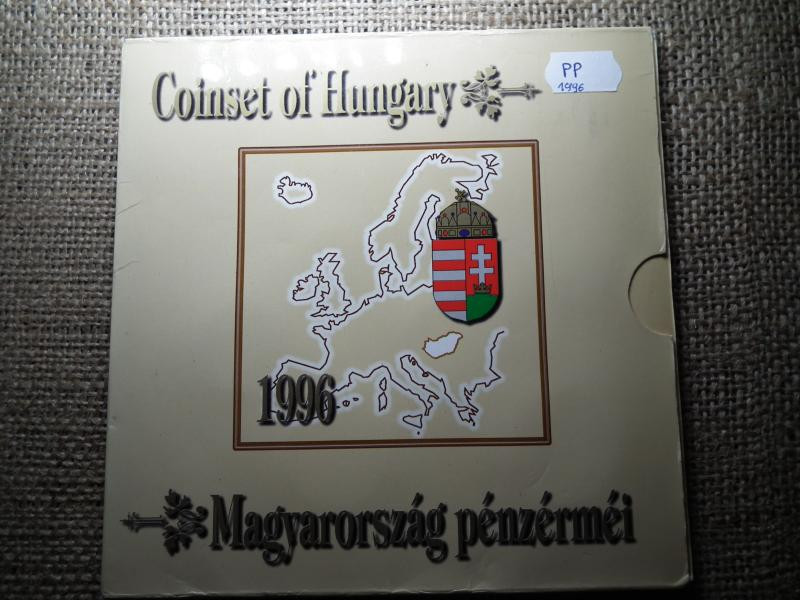 Coinset of Hungary
PP
1996
1996
Magyarország pénzérméi